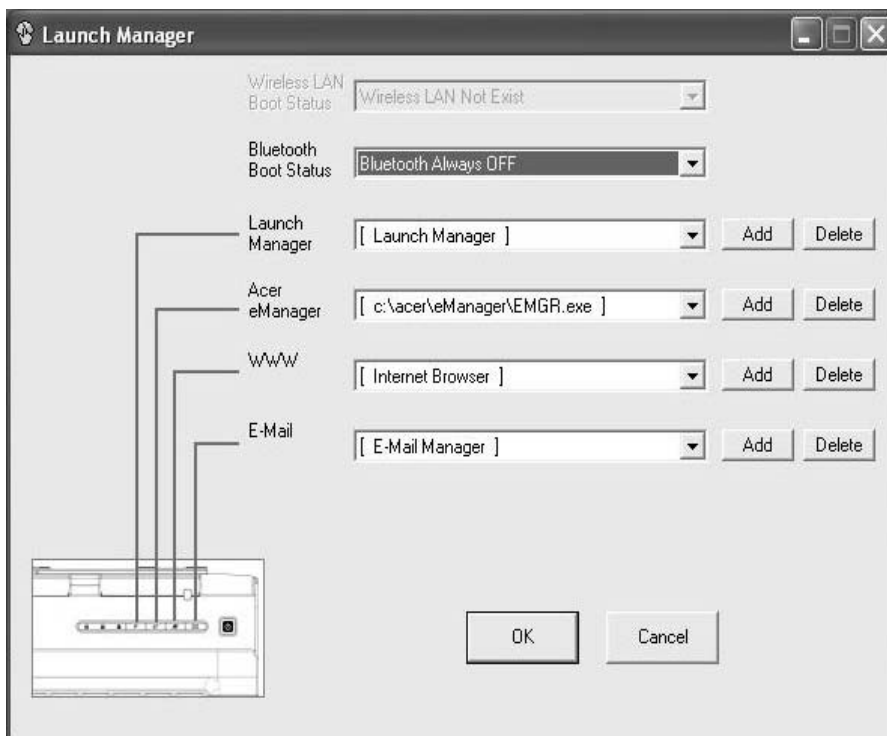 Launch Manager
Wireless LAN
Boot Status
Wireless LAN Not Exist
Bluetooth
Boot Status
Bluetooth Always OFF
Launch
Manager
[ Launch Manager ]
Add
Delete
Acer
eManager
[ c:\acer\eManager\EMGR.exe ]
Add
Delete
WWW
[ Internet Browser ]
Add
Delete
E-Mail
[ E-Mail Manager ]
Add
Delete
OK
Cancel